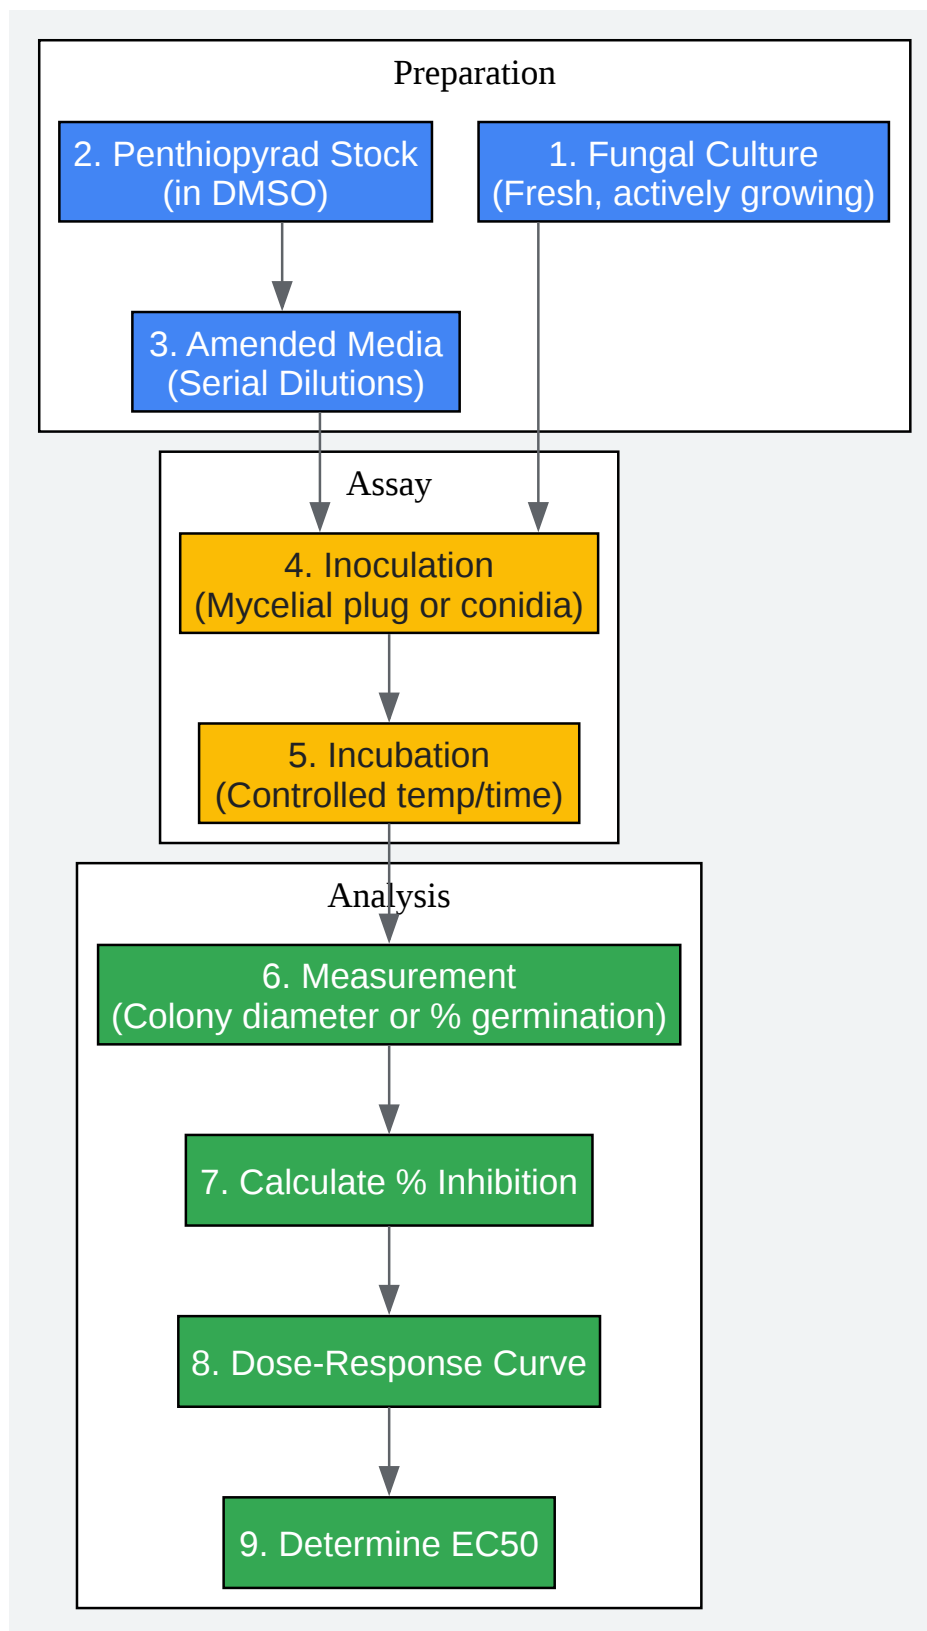 Preparation
2. Penthiopyrad Stock
(in DMSO)
1. Fungal Culture
(Fresh, actively growing)
3. Amended Media
(Serial Dilutions)
Assay
4. Inoculation
(Mycelial plug or conidia)
5. Incubation
(Controlled temp/time)
Analysis
6. Measurement
(Colony diameter or % germination)
7. Calculate % Inhibition
8. Dose-Response Curve
9. Determine EC50